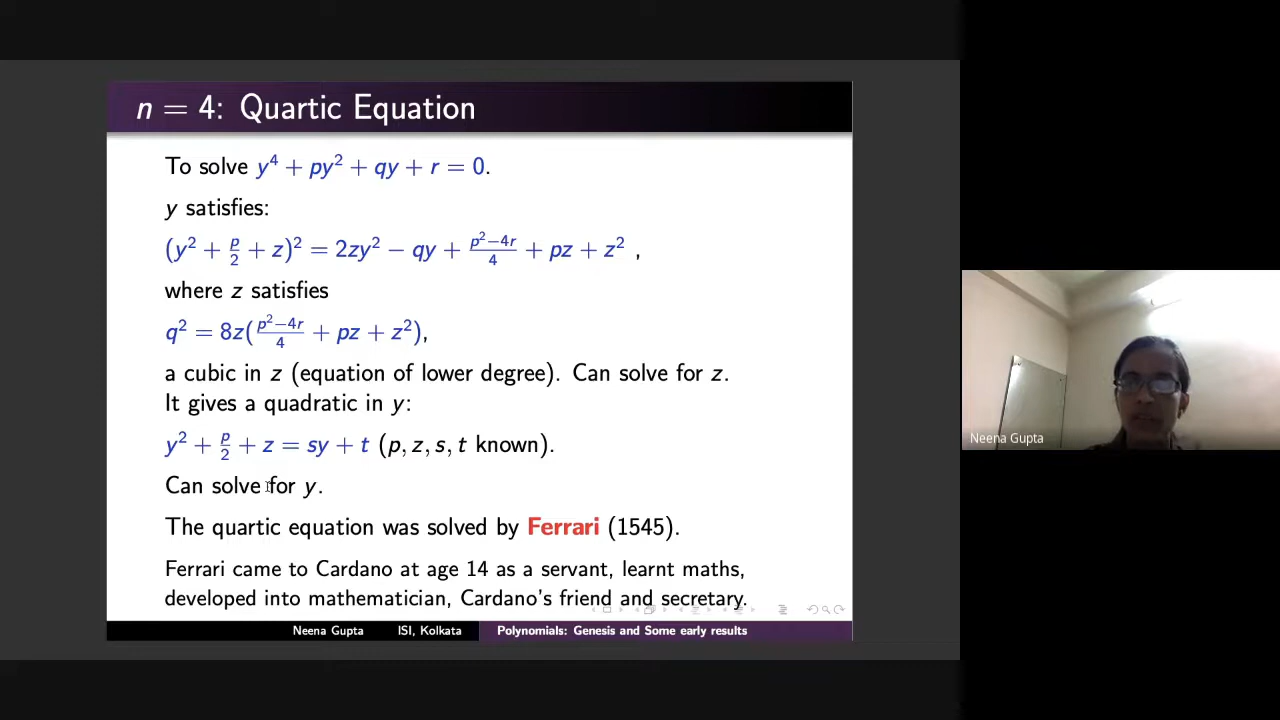 n = 4: Quartic Equation
To solve y⁴ + py² + qy + r = 0.
y satisfies:
(y² + p/2 + z)² = 2zy² − qy + (p²−4r)/4 + pz + z² ,
where z satisfies
q² = 8z((p²−4r)/4 + pz + z²),
a cubic in z (equation of lower degree). Can solve for z.
It gives a quadratic in y:
y² + p/2 + z = sy + t (p, z, s, t known).
Can solve for y.
The quartic equation was solved by Ferrari (1545).
Ferrari came to Cardano at age 14 as a servant, learnt maths,
developed into mathematician, Cardano's friend and secretary.
Neena Gupta ISI, Kolkata Polynomials: Genesis and Some early results
Neena Gupta